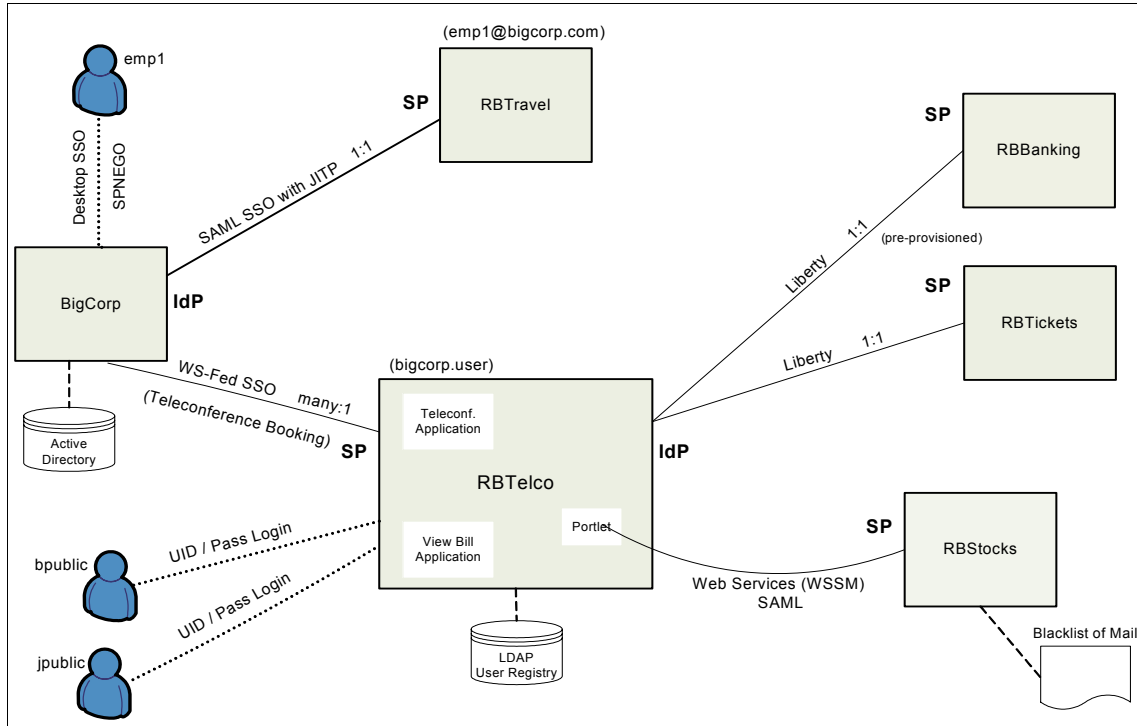 (emp1@bigcorp.com)
emp1
SP
RBTravel
SP
RBBanking
Desktop SSO
SPNEGO
SAML SSO with JITP 1:1
Liberty 1:1
(pre-provisioned)
BigCorp
IdP
SP
RBTickets
Liberty 1:1
WS-Fed SSO many:1
(Teleconference Booking)
(bigcorp.user)
Teleconf.
Application
Active
Directory
SP
IdP
RBTelco
Portlet
View Bill
Application
SP
RBStocks
UID / Pass Login
bpublic
UID / Pass Login
jpublic
Web Services (WSSM)
SAML
LDAP
User Registry
Blacklist of Mail